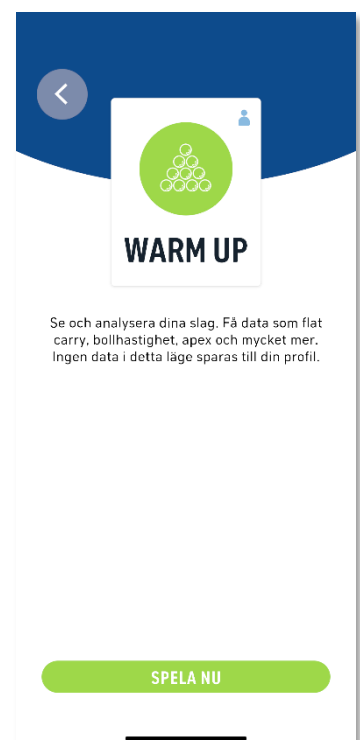 WARM UP
Se och analysera dina slag. Få data som flat
carry, bollhastighet, apex och mycket mer.
Ingen data i detta läge sparas till din profil.
SPELA NU